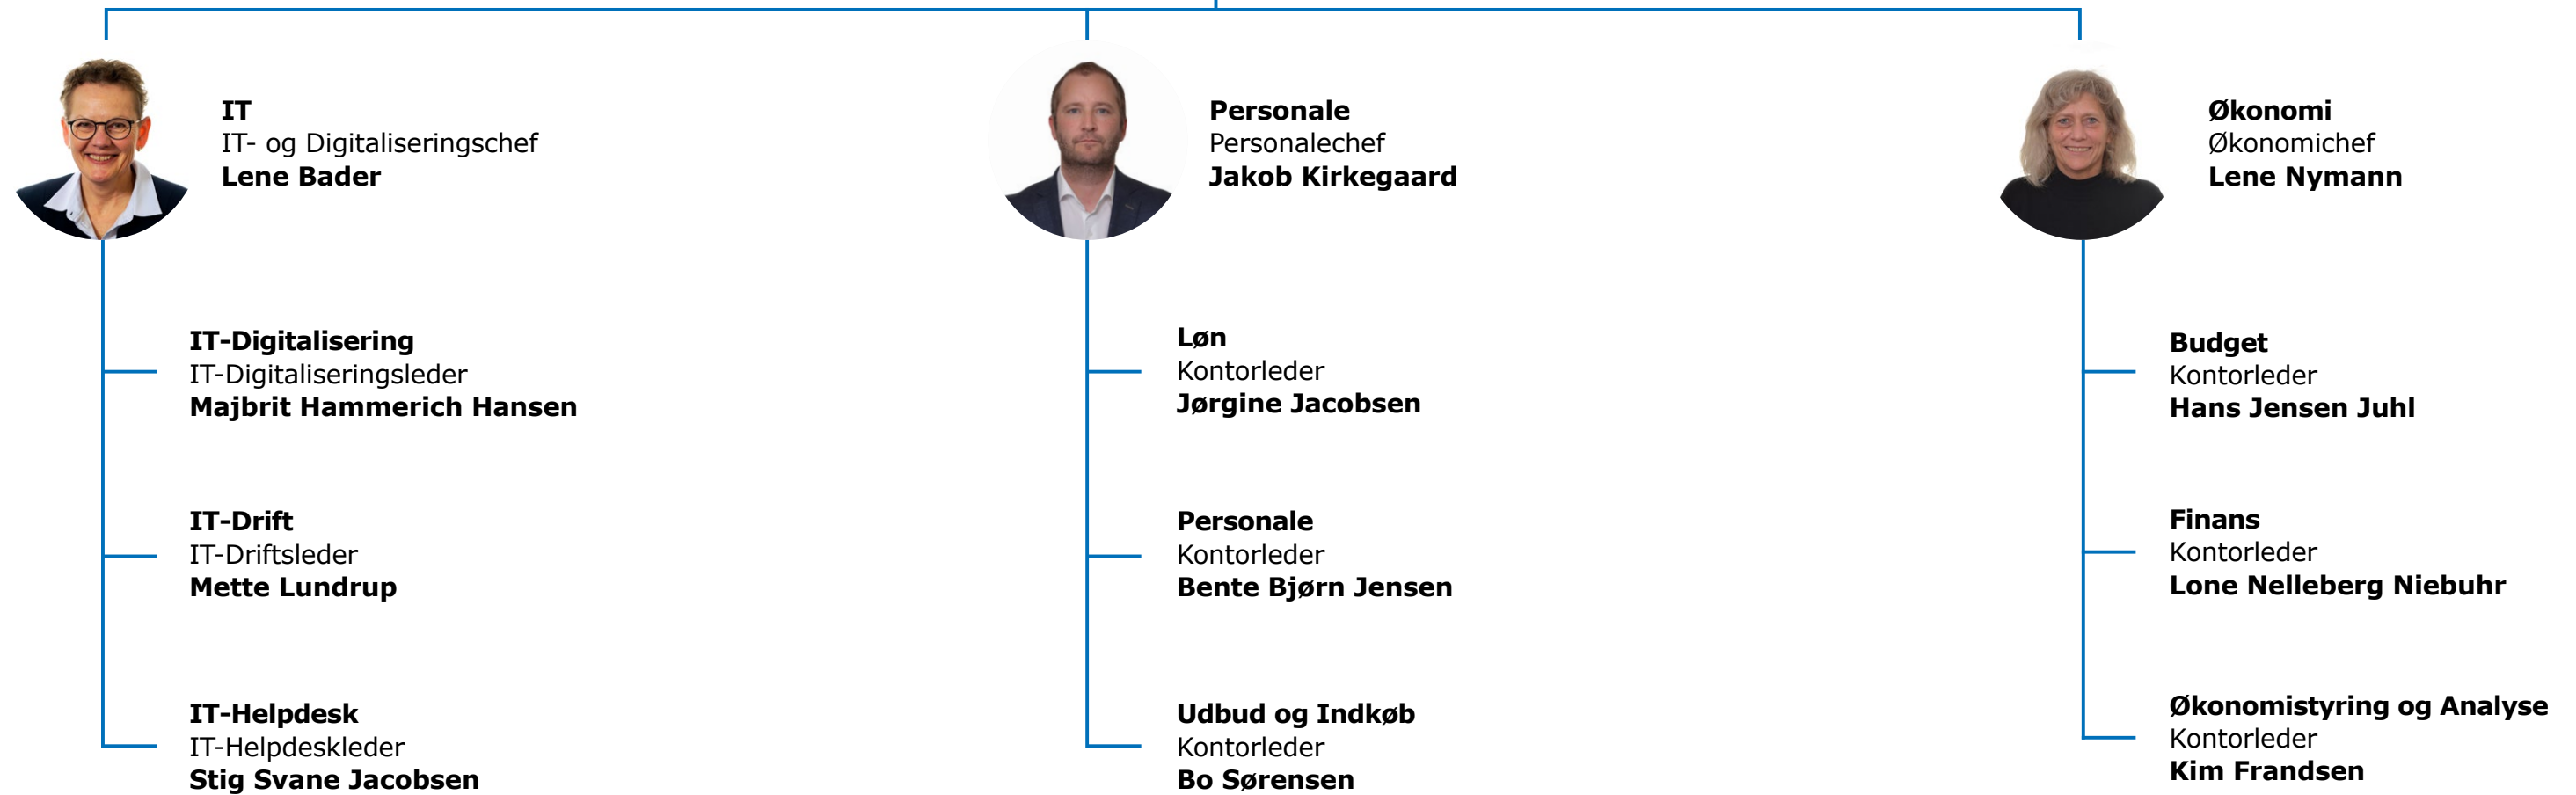 IT
IT- og Digitaliseringschef
Lene Bader
Personale
Personalechef
Jakob Kirkegaard
Økonomi
Økonomichef
Lene Nymann
IT-Digitalisering
IT-Digitaliseringsleder
Majbrit Hammerich Hansen
Løn
Kontorleder
Jørgine Jacobsen
Budget
Kontorleder
Hans Jensen Juhl
IT-Drift
IT-Driftsleder
Mette Lundrup
Personale
Kontorleder
Bente Bjørn Jensen
Finans
Kontorleder
Lone Nelleberg Niebuhr
IT-Helpdesk
IT-Helpdeskleder
Stig Svane Jacobsen
Udbud og Indkøb
Kontorleder
Bo Sørensen
Økonomistyring og Analyse
Kontorleder
Kim Frandsen